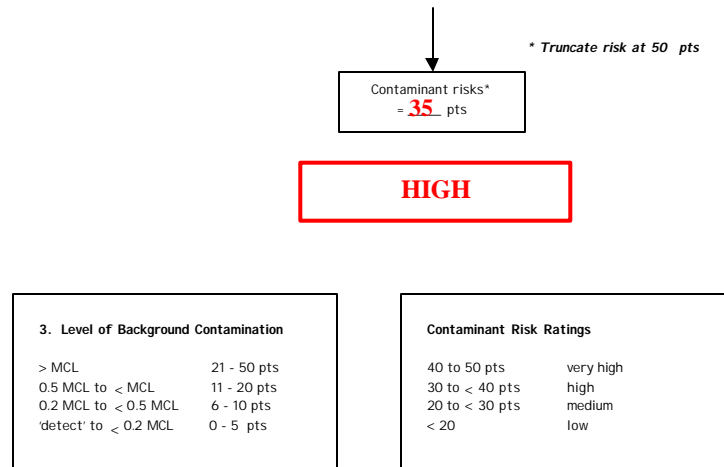 * Truncate risk at 50 pts
Contaminant risks*
= 35 pts
HIGH
3. Level of Background Contamination
> MCL 21 - 50 pts
0.5 MCL to < MCL 11 - 20 pts
0.2 MCL to < 0.5 MCL 6 - 10 pts
'detect' to < 0.2 MCL 0 - 5 pts
Contaminant Risk Ratings
40 to 50 pts very high
30 to < 40 pts high
20 to < 30 pts medium
< 20 low